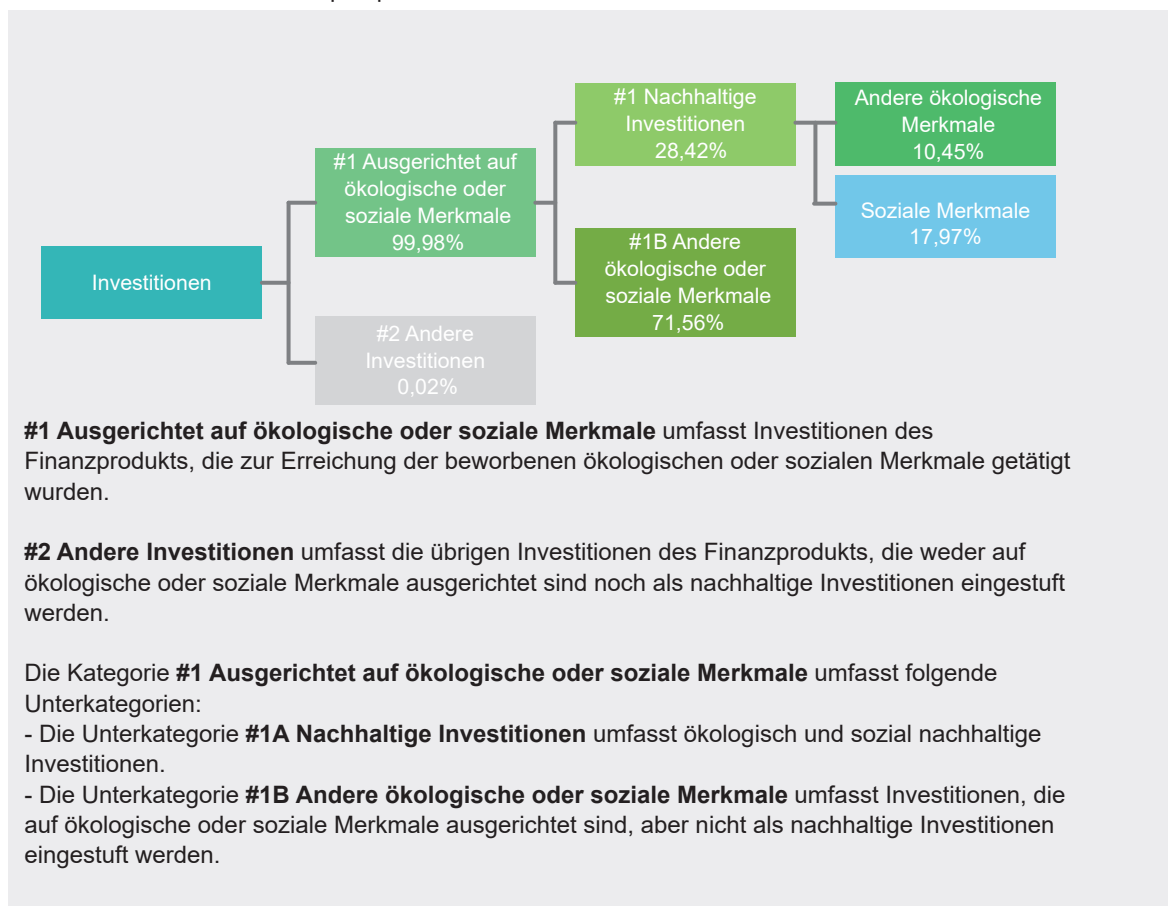 #1 Nachhaltige
Investitionen
28,42%
Andere ökologische
Merkmale
10,45%
#1 Ausgerichtet auf
ökologische oder
soziale Merkmale
99,98%
Soziale Merkmale
17,97%
#1B Andere
ökologische oder
soziale Merkmale
71,56%
Investitionen
#2 Andere
Investitionen
0,02%
#1 Ausgerichtet auf ökologische oder soziale Merkmale umfasst Investitionen des
Finanzprodukts, die zur Erreichung der beworbenen ökologischen oder sozialen Merkmale getätigt
wurden.
#2 Andere Investitionen umfasst die übrigen Investitionen des Finanzprodukts, die weder auf
ökologische oder soziale Merkmale ausgerichtet sind noch als nachhaltige Investitionen eingestuft
werden.
Die Kategorie #1 Ausgerichtet auf ökologische oder soziale Merkmale umfasst folgende
Unterkategorien:
- Die Unterkategorie #1A Nachhaltige Investitionen umfasst ökologisch und sozial nachhaltige
Investitionen.
- Die Unterkategorie #1B Andere ökologische oder soziale Merkmale umfasst Investitionen, die
auf ökologische oder soziale Merkmale ausgerichtet sind, aber nicht als nachhaltige Investitionen
eingestuft werden.